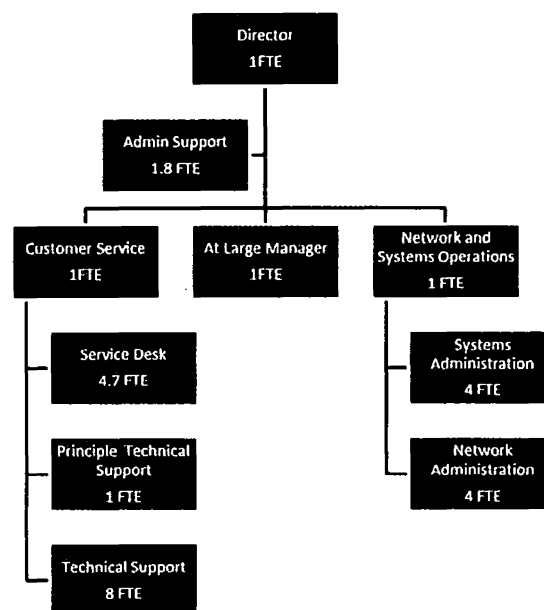 Director
1FTE
Admin Support
1.8 FTE
Customer Service
1FTE
At Large Manager
1FTE
Network and
Systems Operations
1 FTE
Service Desk
4.7 FTE
Systems
Administration
4 FTE
Principle Technical
Support
1 FTE
Network
Administration
4 FTE
Technical Support
8 FTE